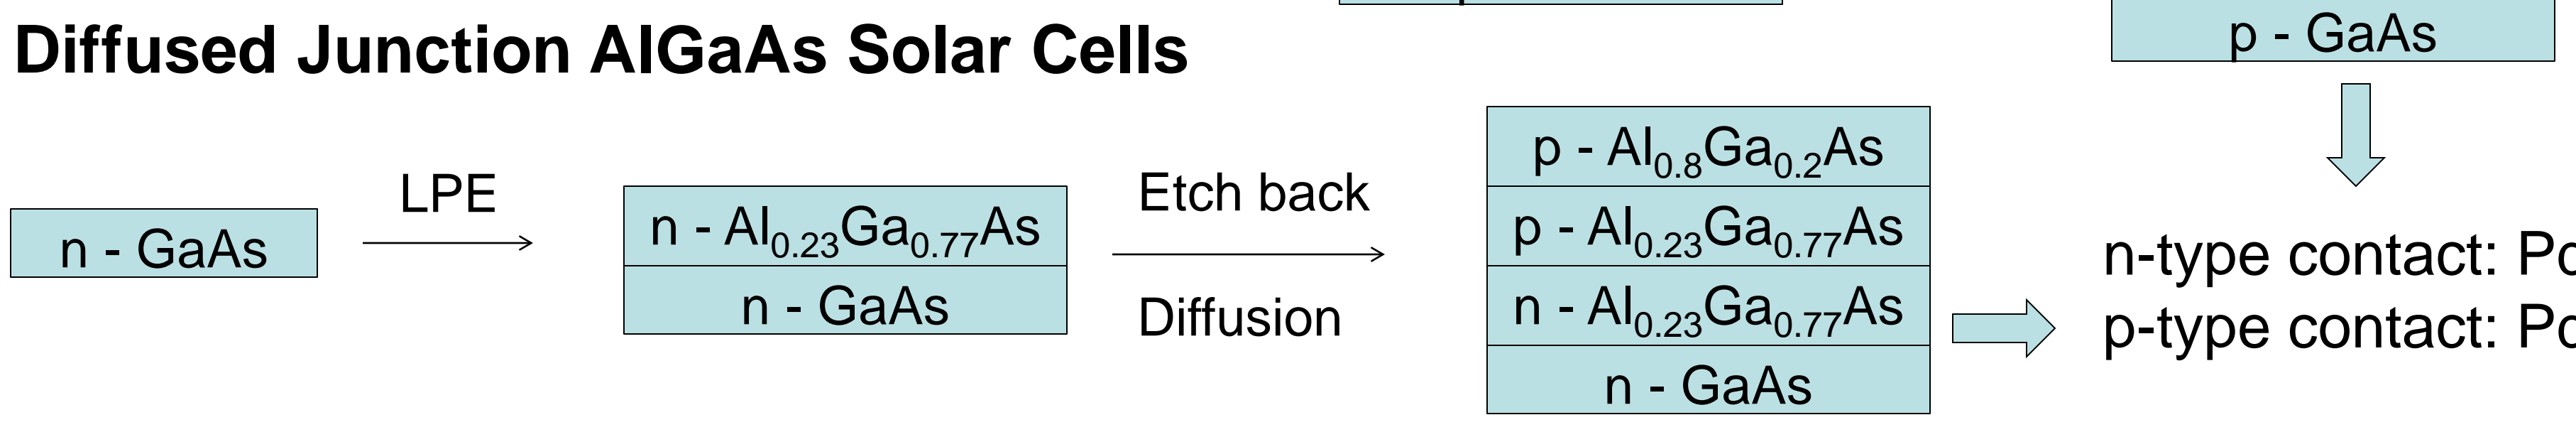 Diffused Junction AlGaAs Solar Cells
p - GaAs
n - GaAs
LPE
n - Al₀.₂₃Ga₀.₇₇As
n - GaAs
Etch back
Diffusion
p - Al₀.₈Ga₀.₂As
p - Al₀.₂₃Ga₀.₇₇As
n - Al₀.₂₃Ga₀.₇₇As
n - GaAs
n-type contact:
p-type contact: